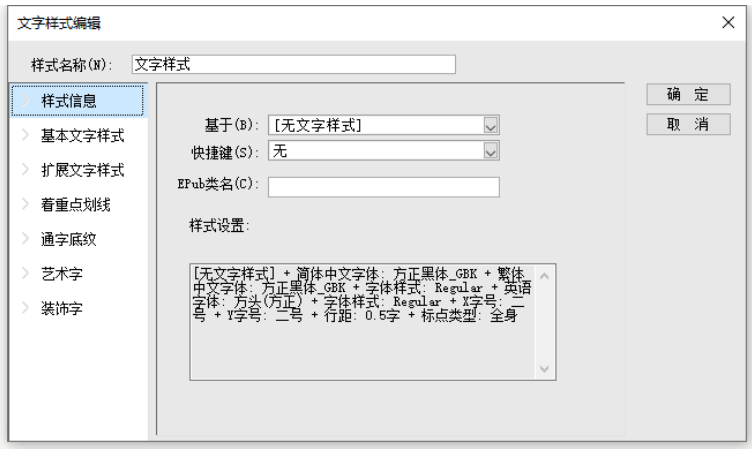 文字样式编辑
样式名称(N): 文字样式
样式信息
基本文字样式
扩展文字样式
着重点划线
通字底纹
艺术字
装饰字
基于(B): [无文字样式]
快捷键(S): 无
EPub类名(C):
样式设置:
[无文字样式] + 简体中文字体: 方正黑体_GBK + 繁体
中文字体: 方正黑体_GBK + 字体样式: Regular + 英语
字体: 方头(方正) + 字体样式: Regular + X字号: 二
号 + Y字号: 二号 + 行距: 0.5字 + 标点类型: 全身
确 定
取 消